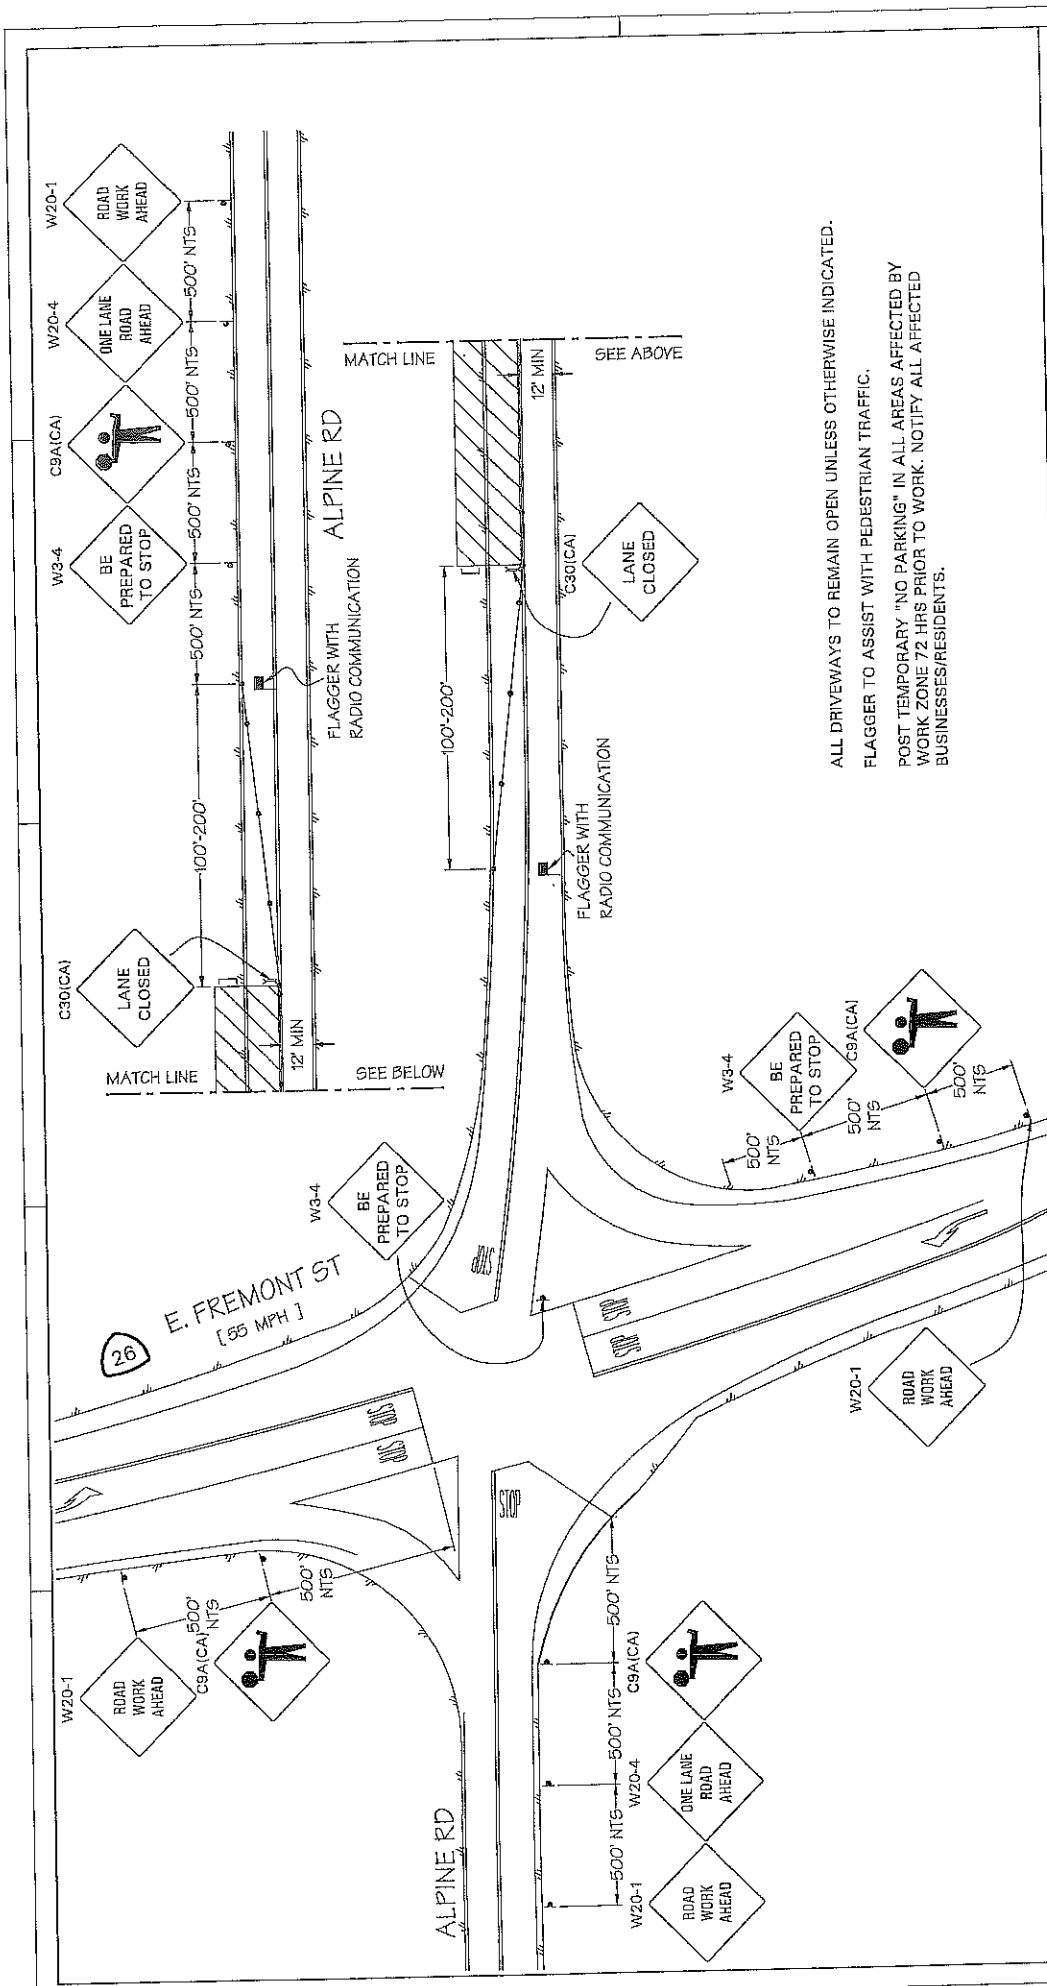 W20-1
ROAD
WORK
AHEAD
W20-4
ONE LANE
ROAD
AHEAD
C9A(CA)
W3-4
BE
PREPARED
TO STOP
500' NTS
500' NTS
500' NTS
500' NTS
100'-200'
ALPINE RD
FLAGGER WITH
RADIO COMMUNICATION
C30(CA)
LANE
CLOSED
12' MIN
MATCH LINE
SEE BELOW
MATCH LINE
SEE ABOVE
12' MIN
C30(CA)
LANE
CLOSED
100'-200'
FLAGGER WITH
RADIO COMMUNICATION
ALL DRIVEWAYS TO REMAIN OPEN UNLESS OTHERWISE INDICATED.
FLAGGER TO ASSIST WITH PEDESTRIAN TRAFFIC.
POST TEMPORARY "NO PARKING" IN ALL AREAS AFFECTED BY
WORK ZONE 72 HRS PRIOR TO WORK. NOTIFY ALL AFFECTED
BUSINESSES/RESIDENTS.
W3-4
BE
PREPARED
TO STOP
26
E. FREMONT ST
[ 55 MPH ]
STOP
STOP
STOP
STOP
STOP
STOP
W3-4
BE
PREPARED
TO STOP
C9A(CA)
500'
NTS
500'
NTS
500'
NTS
W20-1
ROAD
WORK
AHEAD
W20-1
ROAD
WORK
AHEAD
C9A(CA)
500'
NTS
500'
NTS
ALPINE RD
500' NTS
500' NTS
500' NTS
W20-1
ROAD
WORK
AHEAD
W20-4
ONE LANE
ROAD
AHEAD
C9A(CA)